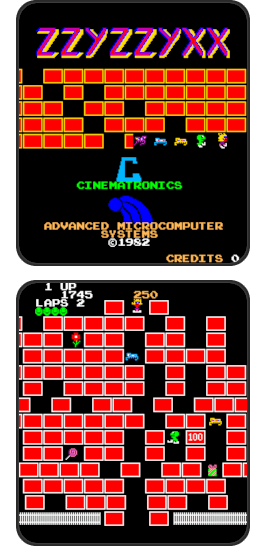 ZZYZZYXX
C
CINEMATRONICS
ADVANCED MICROCOMPUTER
SYSTEMS
©1982
CREDITS 0
1 UP
1745 250
LAPS 2
100